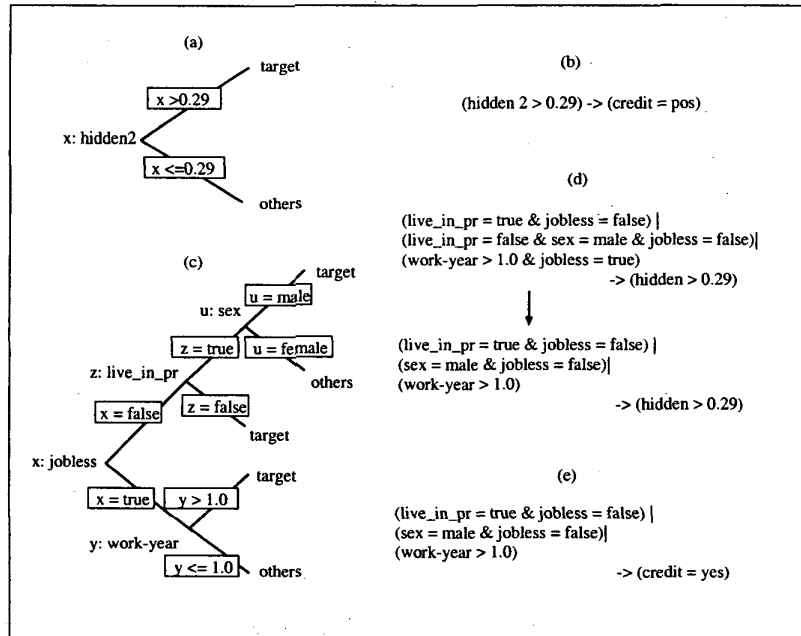 (a)
target
x >0.29
x: hidden2
x <=0.29
others
(b)
(hidden 2 > 0.29) -> (credit = pos)
(c)
target
u = male
u: sex
z = true
u = female
others
z: live_in_pr
x = false
z = false
target
x: jobless
target
x = true
y > 1.0
y: work-year
y <= 1.0
others
(d)
(live_in_pr = true & jobless = false) |
(live_in_pr = false & sex = male & jobless = false)|
(work-year > 1.0 & jobless = true)
-> (hidden > 0.29)
(live_in_pr = true & jobless = false) |
(sex = male & jobless = false)|
(work-year > 1.0)
-> (hidden > 0.29)
(e)
(live_in_pr = true & jobless = false) |
(sex = male & jobless = false)|
(work-year > 1.0)
-> (credit = yes)